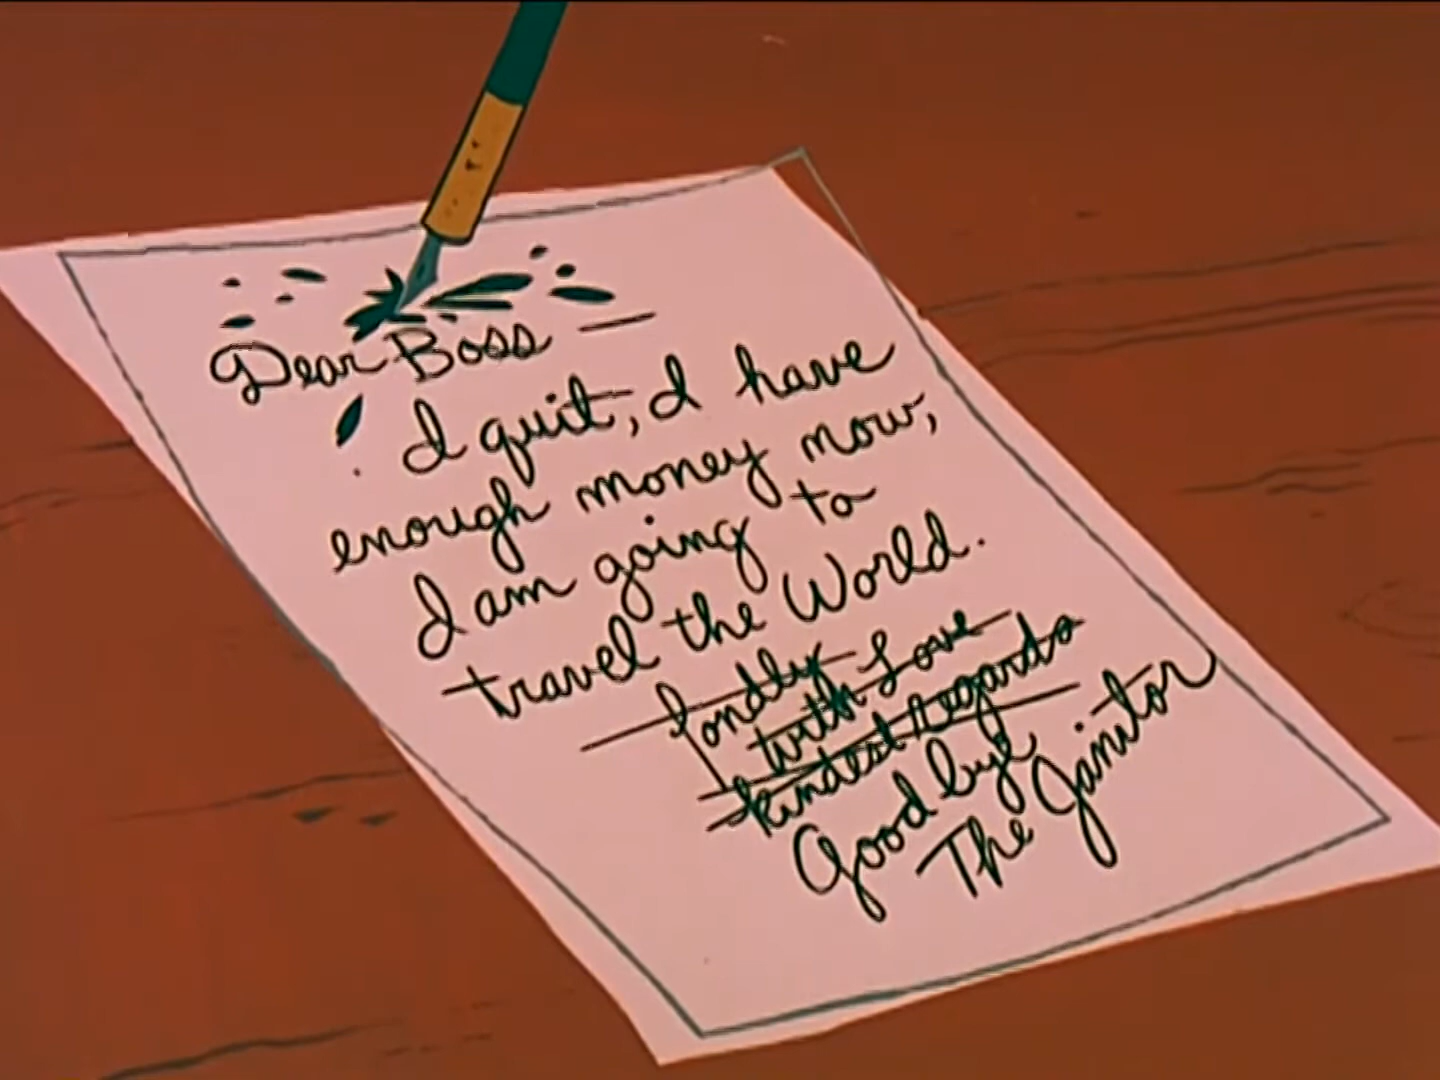 Dear Boss —
I quit, I have
enough money now,
I am going to
travel the World.
fondly
with Love
kindest Regards
Good bye
The Janitor